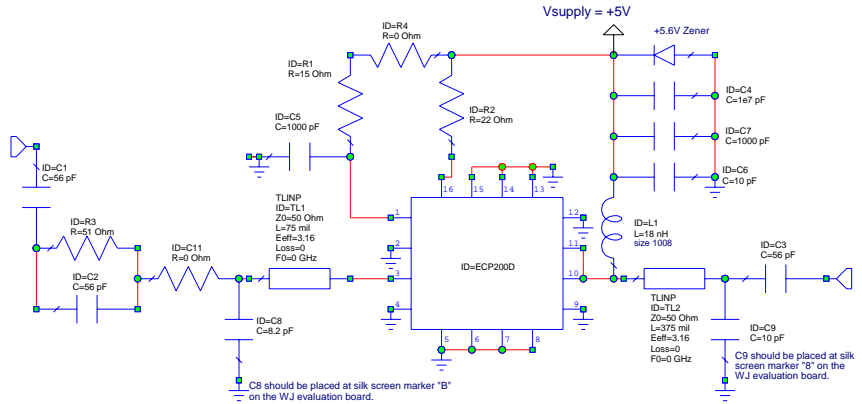 Vsupply = +5V
ID=R4
R=0 Ohm
+5.6V Zener
ID=R1
R=15 Ohm
ID=C4
C=1e7 pF
ID=C5
C=1000 pF
ID=R2
R=22 Ohm
ID=C7
C=1000 pF
ID=C1
C=56 pF
ID=C6
C=10 pF
16
15
14
13
TLINP
ID=TL1
Z0=50 Ohm
L=75 mil
Eeff=3.16
Loss=0
F0=0 GHz
1
12
ID=R3
R=51 Ohm
ID=L1
L=18 nH
size 1008
2
11
ID=C11
R=0 Ohm
ID=C3
C=56 pF
ID=ECP200D
3
10
ID=C2
C=56 pF
TLINP
ID=TL2
Z0=50 Ohm
L=375 mil
Eeff=3.16
Loss=0
F0=0 GHz
4
9
ID=C8
C=8.2 pF
ID=C9
C=10 pF
5
6
7
8
C9 should be placed at silk
screen marker "8" on the
WJ evaluation board.
C8 should be placed at silk screen marker "B"
on the WJ evaluation board.